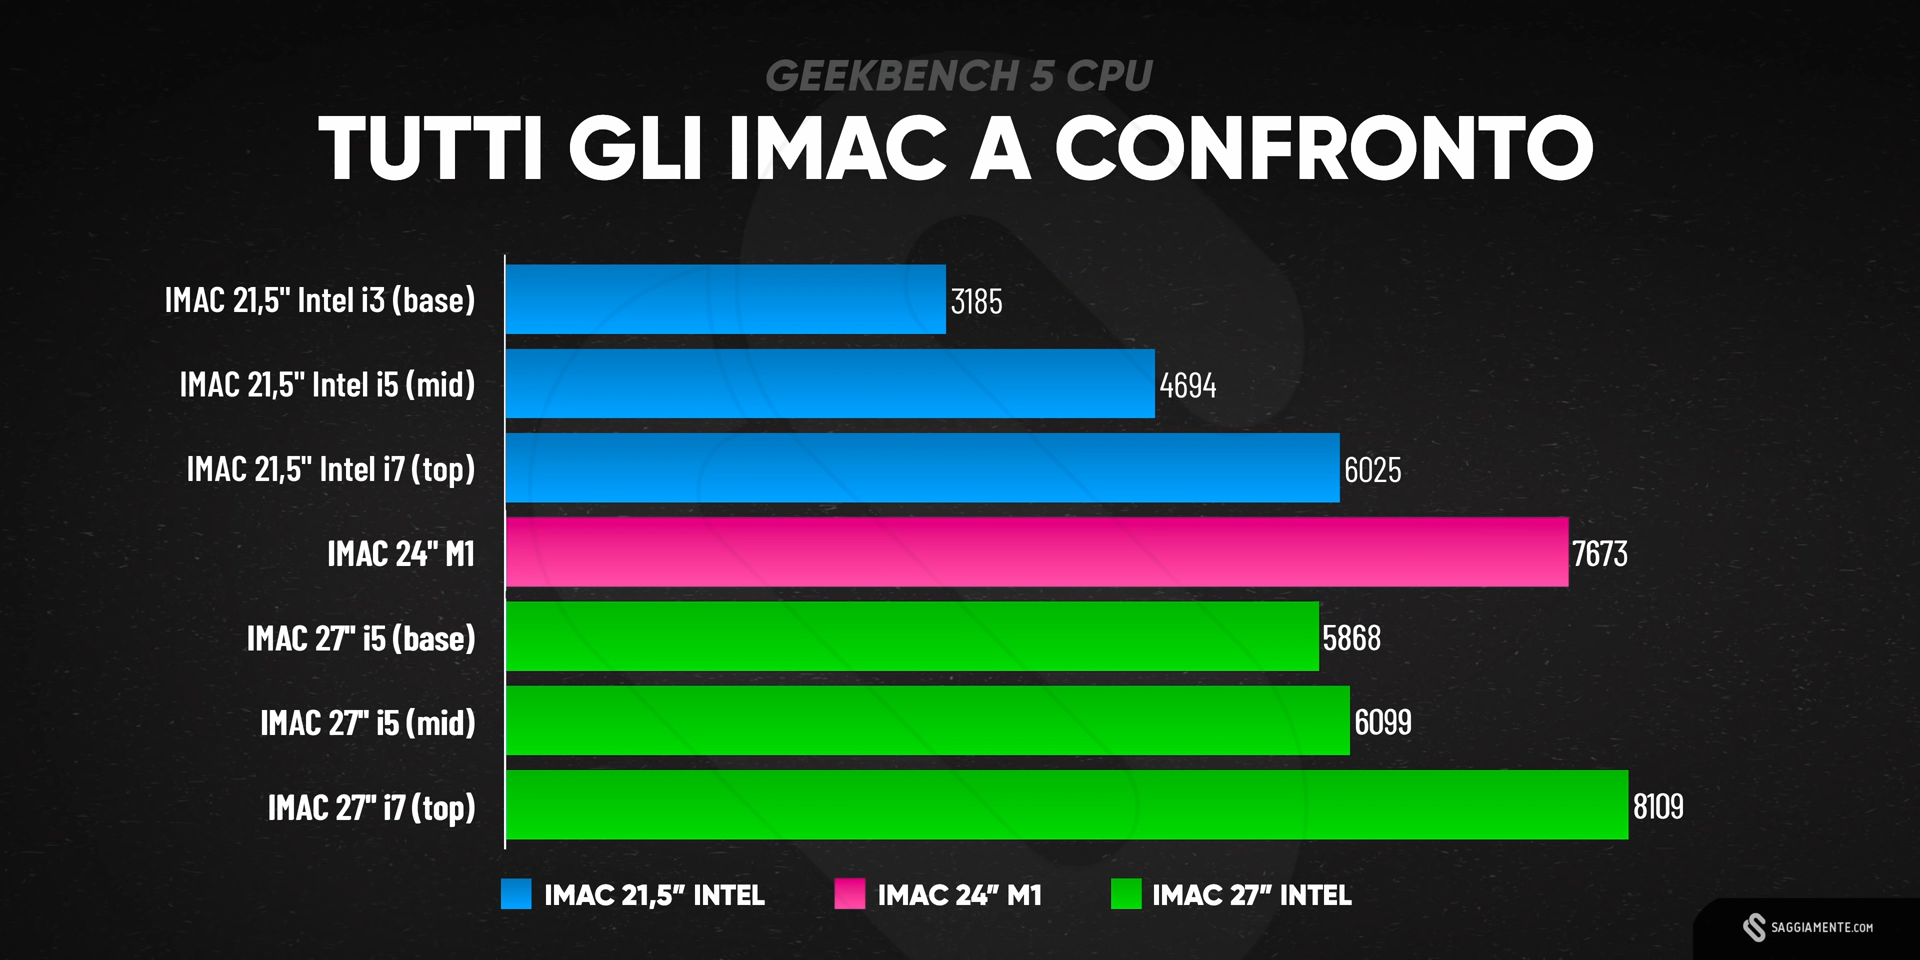 GEEKBENCH 5 CPU
TUTTI GLI IMAC A CONFRONTO
IMAC 21,5" Intel i3 (base) 3185
IMAC 21,5" Intel i5 (mid) 4694
IMAC 21,5" Intel i7 (top) 6025
IMAC 24" M1 7673
IMAC 27" i5 (base) 5868
IMAC 27" i5 (mid) 6099
IMAC 27" i7 (top) 8109
IMAC 21,5” INTEL IMAC 24” M1 IMAC 27” INTEL
SAGGIAMENTE.COM